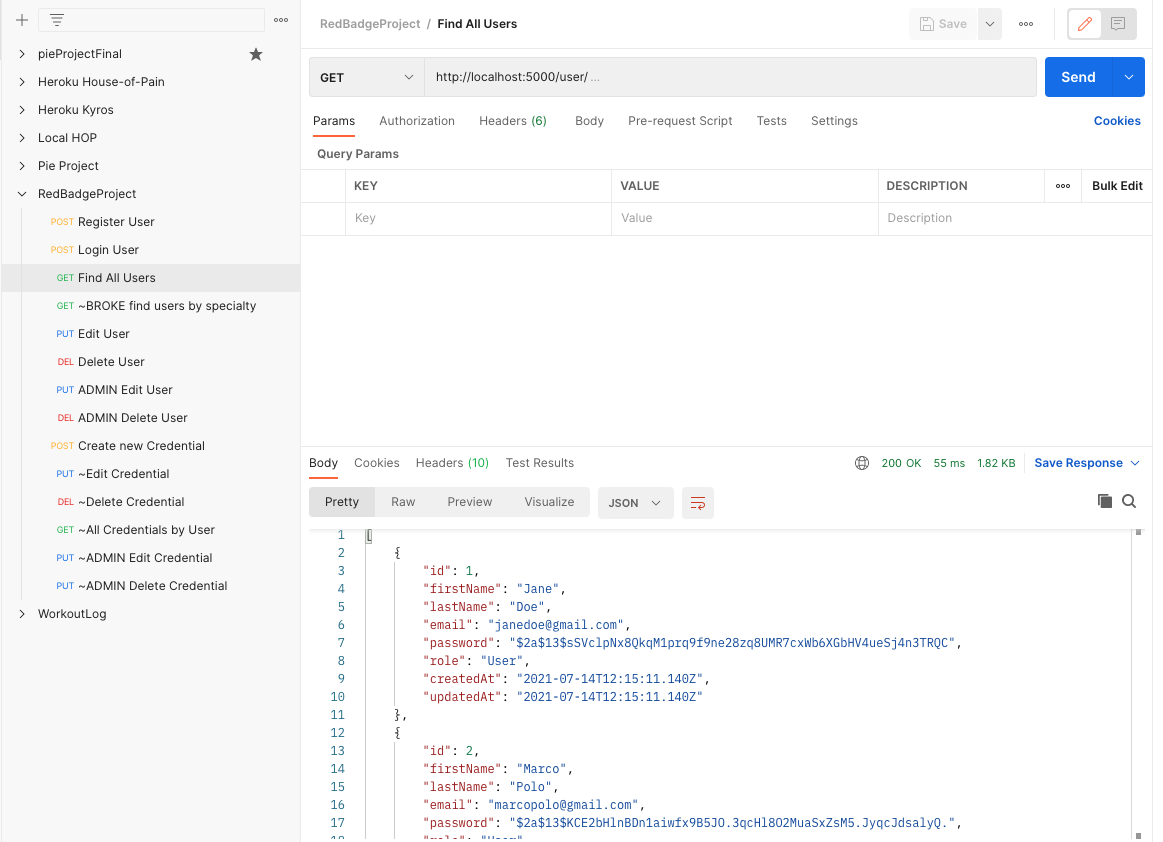 pieProjectFinal
Heroku House-of-Pain
Heroku Kyros
Local HOP
Pie Project
RedBadgeProject
POST Register User
POST Login User
GET Find All Users
GET ~BROKE find users by specialty
PUT Edit User
DEL Delete User
PUT ADMIN Edit User
DEL ADMIN Delete User
POST Create new Credential
PUT ~Edit Credential
DEL ~Delete Credential
GET ~All Credentials by User
PUT ~ADMIN Edit Credential
PUT ~ADMIN Delete Credential
WorkoutLog
RedBadgeProject / Find All Users
Save
GET http://localhost:5000/user/ ... Send
Params Authorization Headers (6) Body Pre-request Script Tests Settings Cookies
Query Params
KEY VALUE DESCRIPTION Bulk Edit
Key Value Description
Body Cookies Headers (10) Test Results 200 OK 55 ms 1.82 KB Save Response
Pretty Raw Preview Visualize JSON
1 [
2 {
3 "id": 1,
4 "firstName": "Jane",
5 "lastName": "Doe",
6 "email": "janedoe@gmail.com",
7 "password": "$2a$13$sSVclpNx8QkqM1prq9f9ne28zq8UMR7cxWb6XGbHV4ueSj4n3TRQC",
8 "role": "User",
9 "createdAt": "2021-07-14T12:15:11.140Z",
10 "updatedAt": "2021-07-14T12:15:11.140Z"
11 },
12 {
13 "id": 2,
14 "firstName": "Marco",
15 "lastName": "Polo",
16 "email": "marcopolo@gmail.com",
17 "password": "$2a$13$KCE2bHlnBDn1aiwfx9B5JO.3qcHl8O2MuaSxZsM5.JyqcJdsalyQ.",
18 "role": "User",